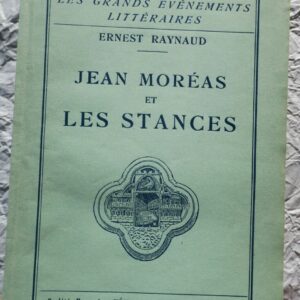 LES GRANDS ÉVÉNEMENTS
LITTÉRAIRES
ERNEST RAYNAUD
JEAN MORÉAS
ET
LES STANCES